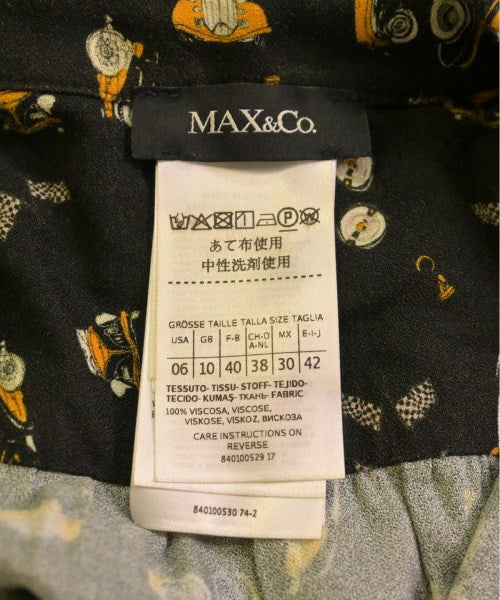 MAX&Co.
あて布使用
中性洗剤使用
GRÖSSE TAILLE TALLA SIZE TAGLIA
USA GB F-B CH-D A-NL MX E-I-J
06 10 40 38 30 42
TESSUTO- TISSU- STOFF- TEJIDO-
TECIDO- KUMAŞ- ТКАНЬ- FABRIC
100% VISCOSA, VISCOSE,
VISKOSE, VISKOZ, ВИСКОЗА
CARE INSTRUCTIONS ON
REVERSE
840100529 17
840100530 74-2